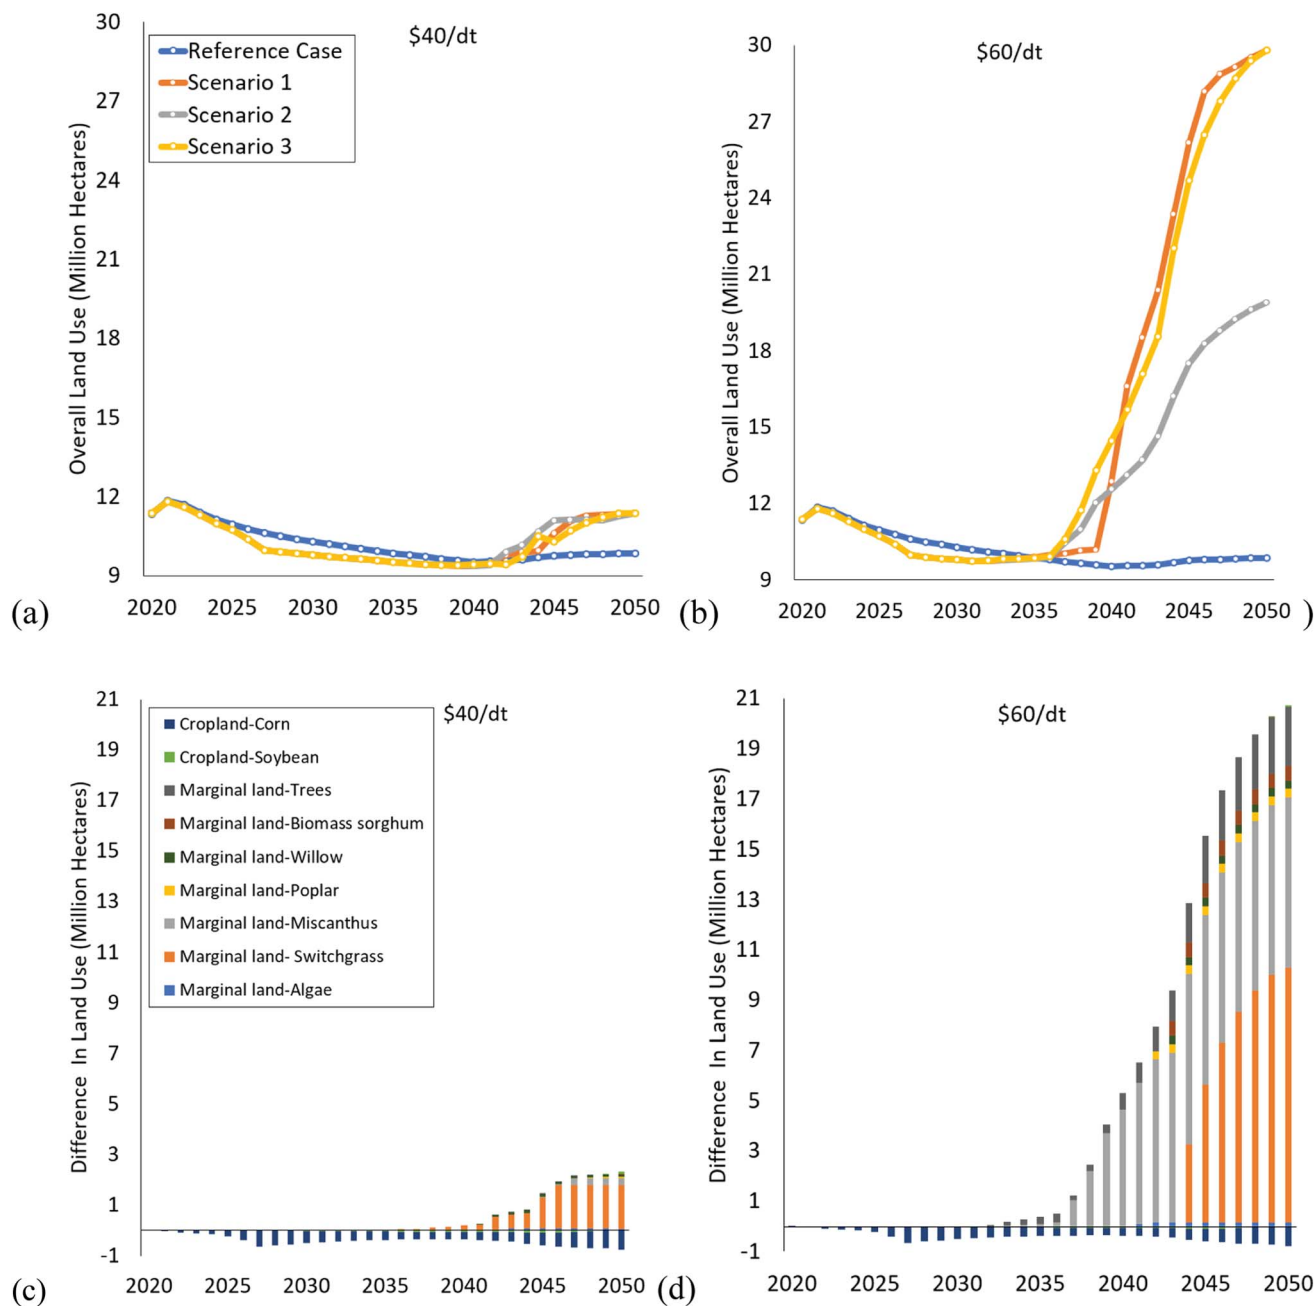 $40/dt
30
27
24
21
18
15
12
9
Overall Land Use (Million Hectares)
Reference Case
Scenario 1
Scenario 2
Scenario 3
2020 2025 2030 2035 2040 2045 2050
(a)
$60/dt
30
27
24
21
18
15
12
9
Overall Land Use (Million Hectares)
2020 2025 2030 2035 2040 2045 2050
(b)
)
$40/dt
21
19
17
15
13
11
9
7
5
3
1
-1
Difference In Land Use (Million Hectares)
Cropland-Corn
Cropland-Soybean
Marginal land-Trees
Marginal land-Biomass sorghum
Marginal land-Willow
Marginal land-Poplar
Marginal land-Miscanthus
Marginal land- Switchgrass
Marginal land-Algae
2020 2025 2030 2035 2040 2045 2050
(c)
$60/dt
21
19
17
15
13
11
9
7
5
3
1
-1
Difference In Land Use (Million Hectares)
2020 2025 2030 2035 2040 2045 2050
(d)